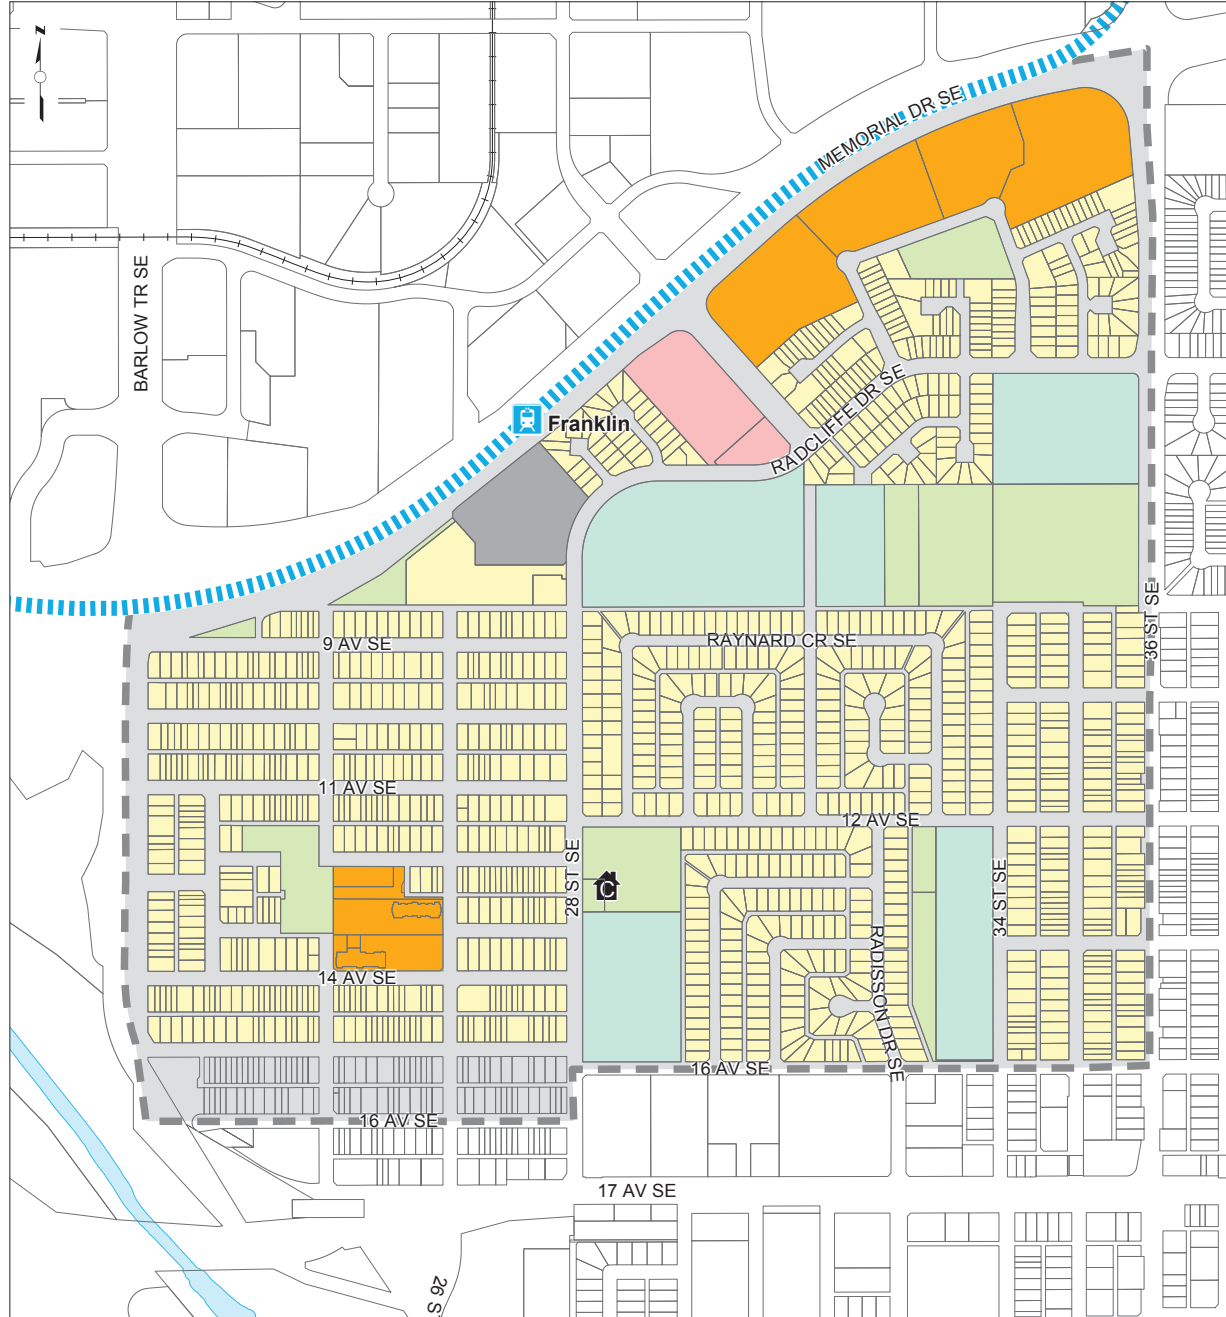 N
MEMORIAL DR SE
BARLOW TR SE
Franklin
RADCLIFFE DR SE
36 ST SE
9 AV SE
RAYNARD CR SE
11 AV SE
12 AV SE
28 ST SE
C
34 ST SE
14 AV SE
RADISSON DR SE
16 AV SE
16 AV SE
17 AV SE
26 S